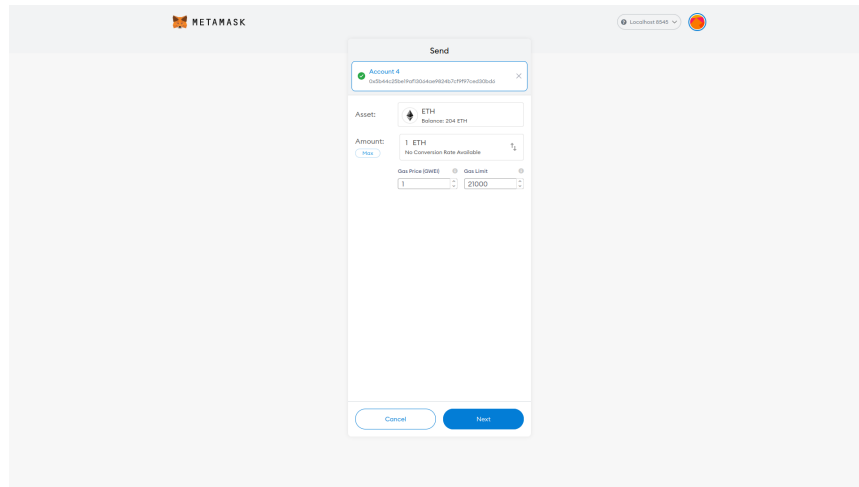 METAMASK
Localhost 8545
Send
Account 4
Asset:
ETH
Balance: 204 ETH
Amount:
Max
1 ETH
No Conversion Rate Available
Gas Price (GWEI)
Gas Limit
1
21000
Cancel
Next